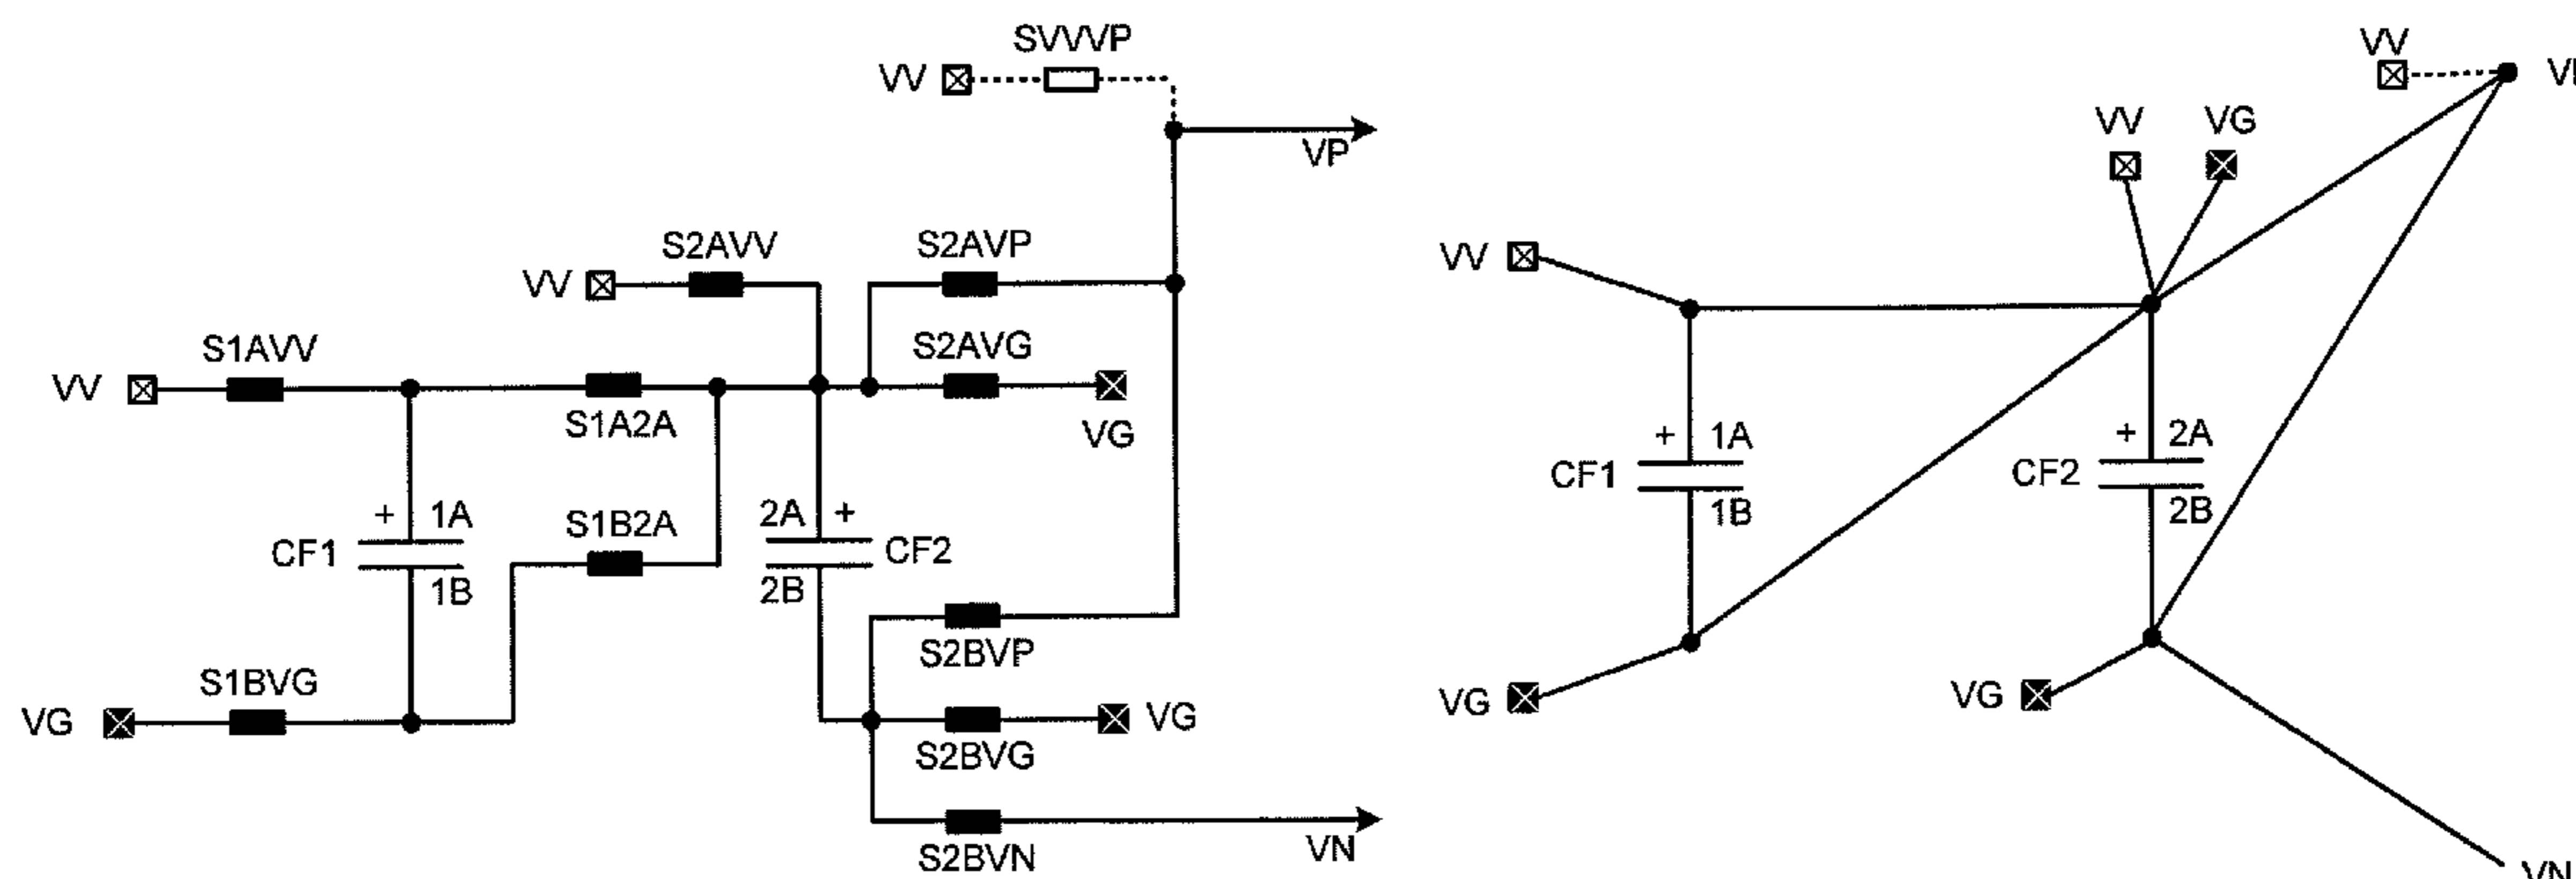 SVVVP
VV
VP
S2AVV
S2AVP
VV
S1AVV
S2AVG
VV
S1A2A
VG
+ 1A
S1B2A
2A +
CF1
CF2
1B
2B
S2BVP
S1BVG
VG
VG
S2BVG
S2BVN
VN
VV
VV
VG
VV
+ 1A
+ 2A
CF1
CF2
1B
2B
VG
VG
VN